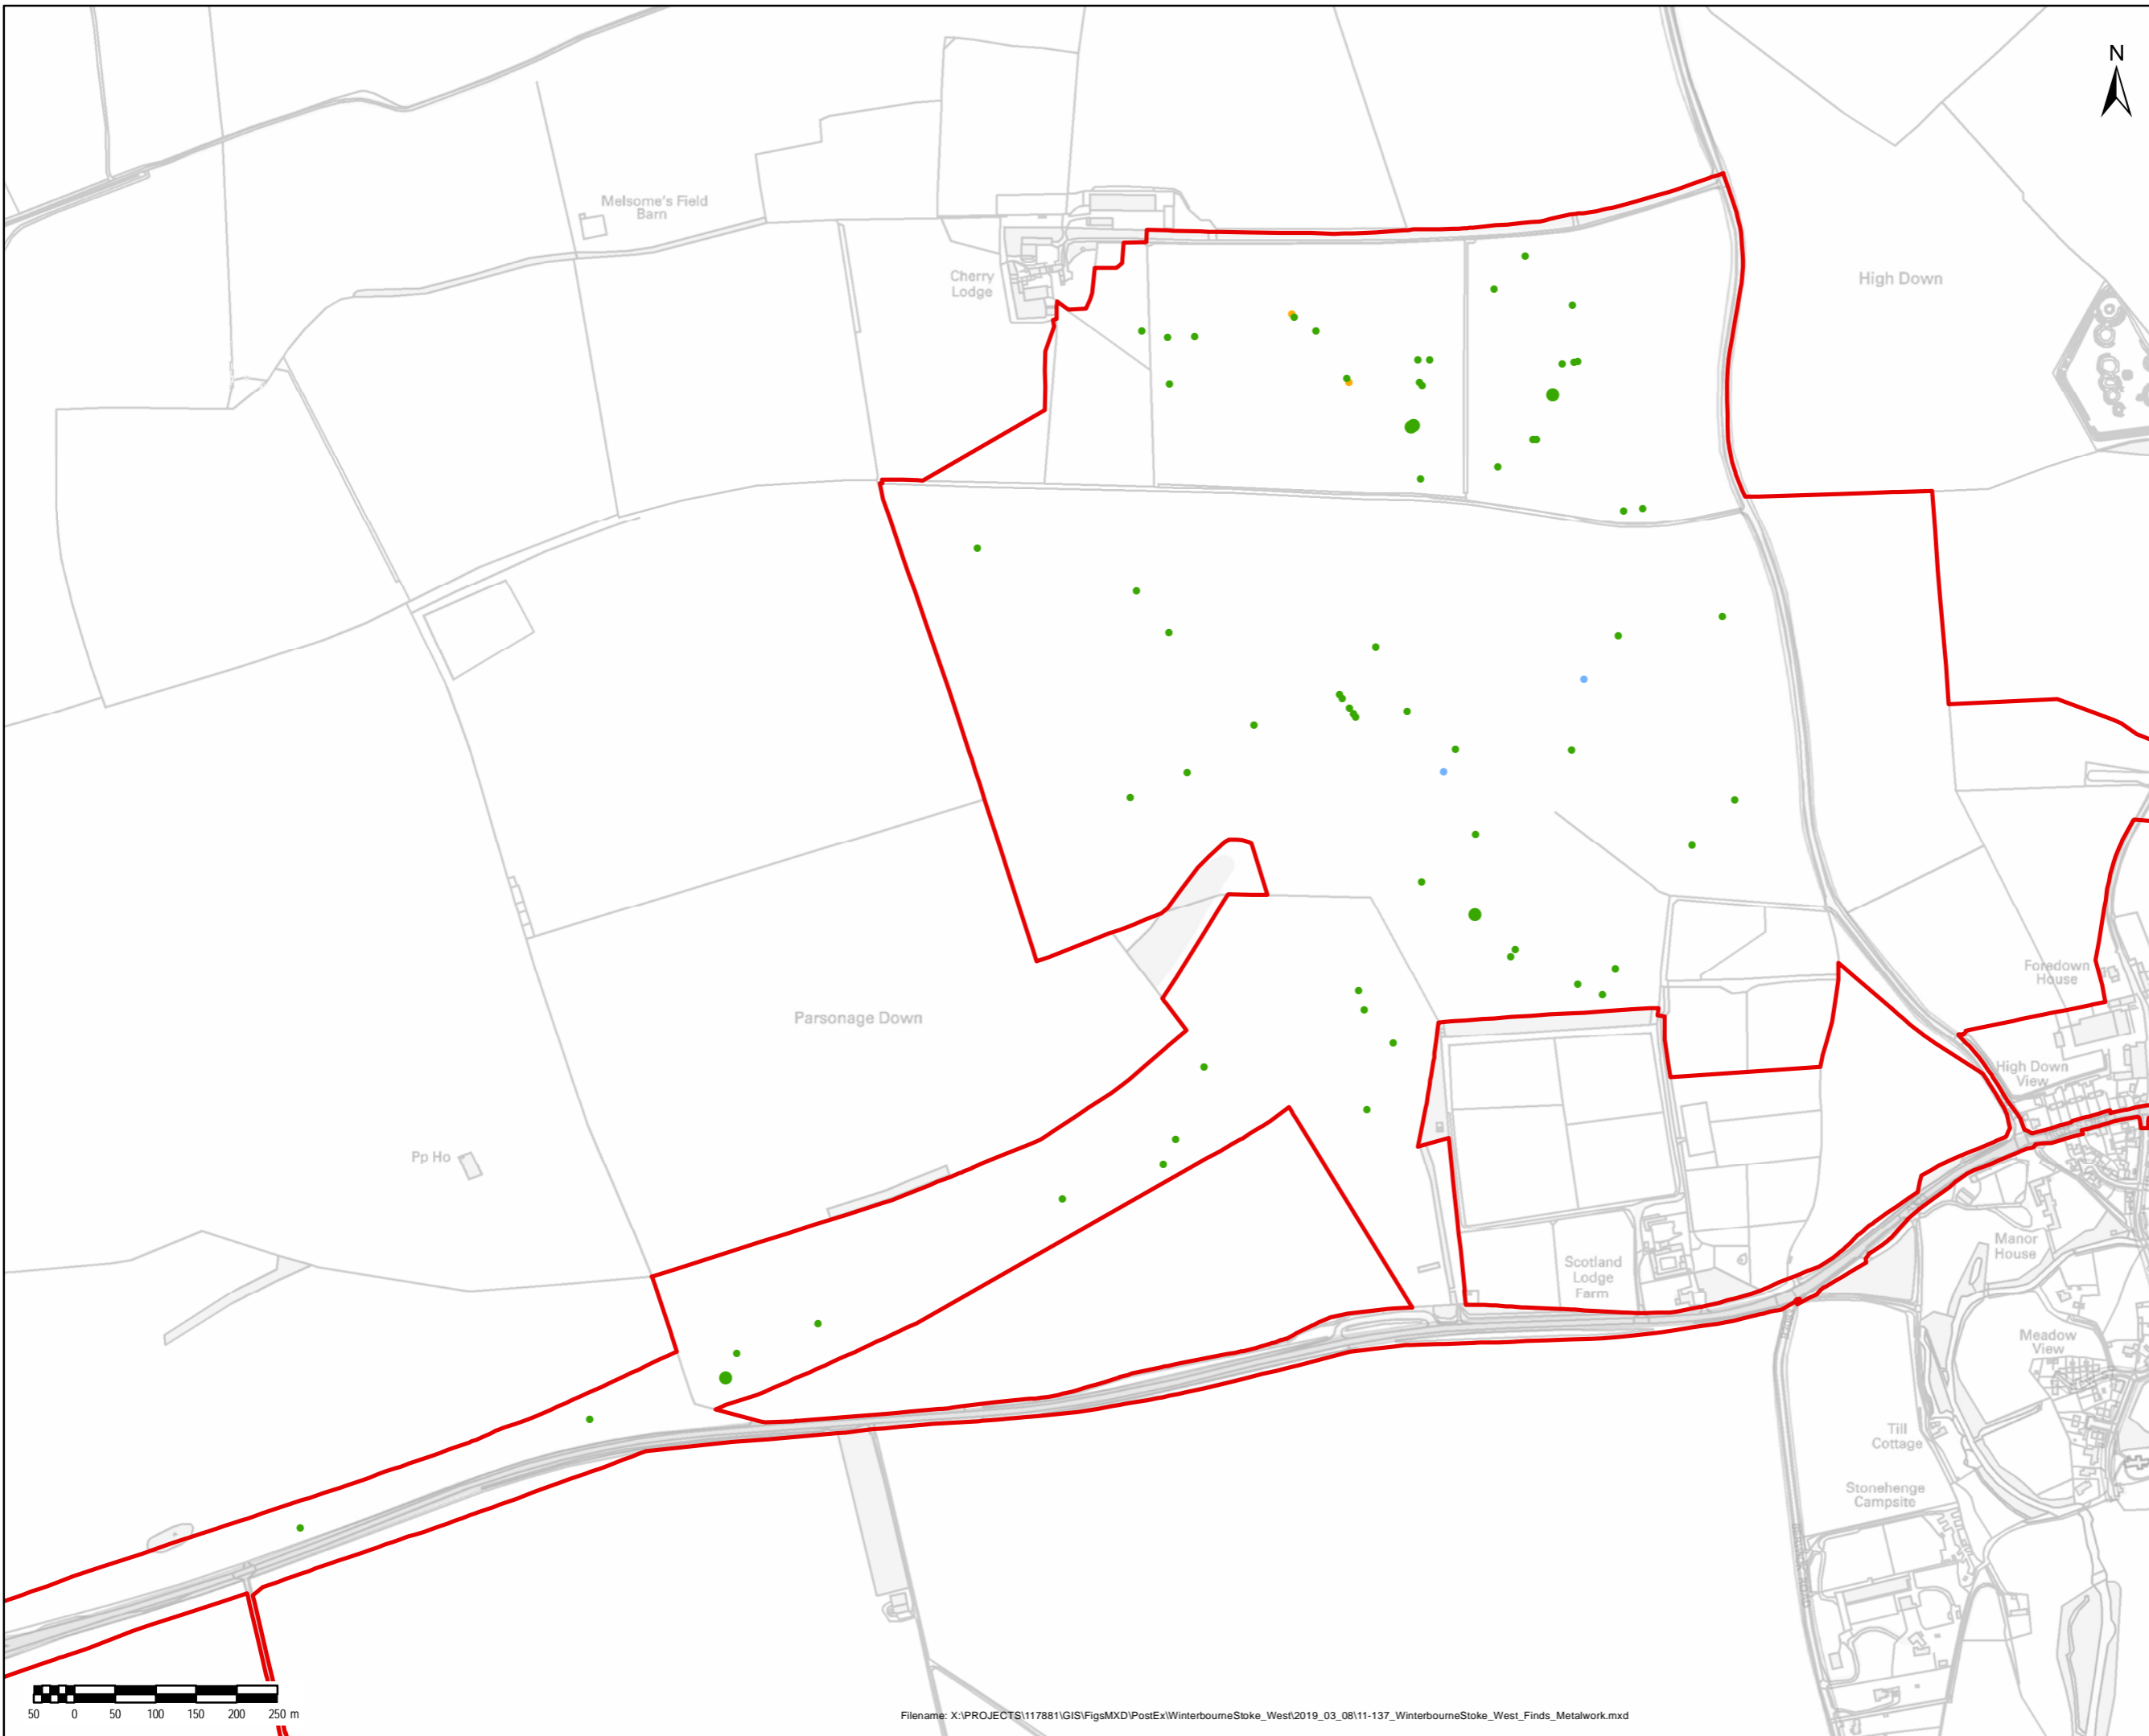 N
Melsome's Field
Barn
Cherry
Lodge
High Down
Foredown
House
Parsonage Down
High Down
View
Pp Ho
Manor
House
Scotland
Lodge
Farm
Meadow
View
Till
Cottage
Stonehenge
Campsite
50 0 50 100 150 200 250 m
Filename: X:\PROJECTS\117881\GIS\FigsMXD\PostEx\WinterbourneStoke_West\2019_03_08\11-137_WinterbourneStoke_West_Finds_Metalwork.mxd